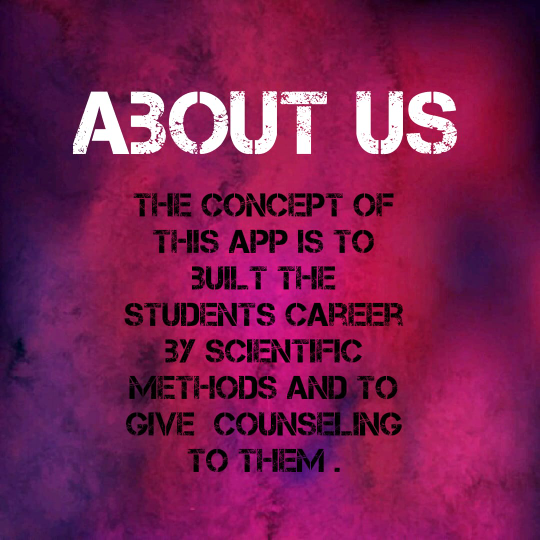 ABOUT US
THE CONCEPT OF
THIS APP IS TO
BUILT THE
STUDENTS CAREER
BY SCIENTIFIC
METHODS AND TO
GIVE COUNSELING
TO THEM .